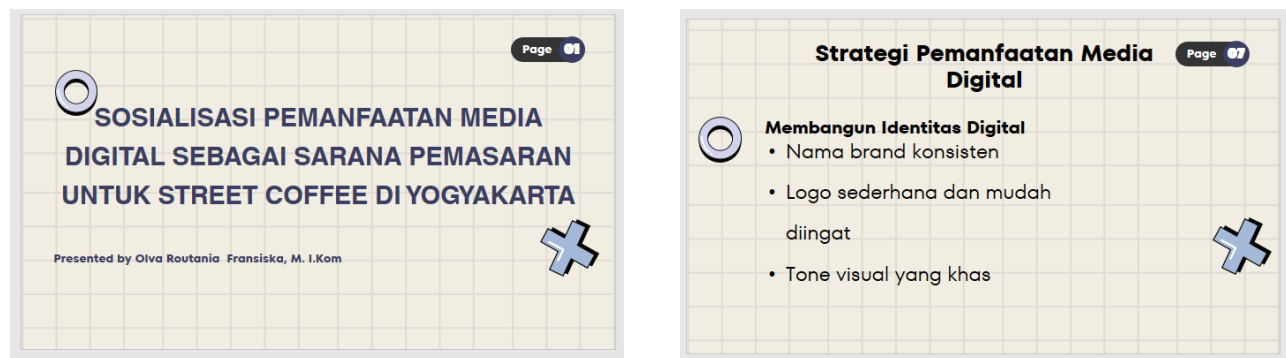 Page 01
SOSIALISASI PEMANFAATAN MEDIA
DIGITAL SEBAGAI SARANA PEMASARAN
UNTUK STREET COFFEE DI YOGYAKARTA
Presented by Olva Routania Fransiska, M. I.Kom
Strategi Pemanfaatan Media
Digital
Page 07
Membangun Identitas Digital
• Nama brand konsisten
• Logo sederhana dan mudah
diingat
• Tone visual yang khas